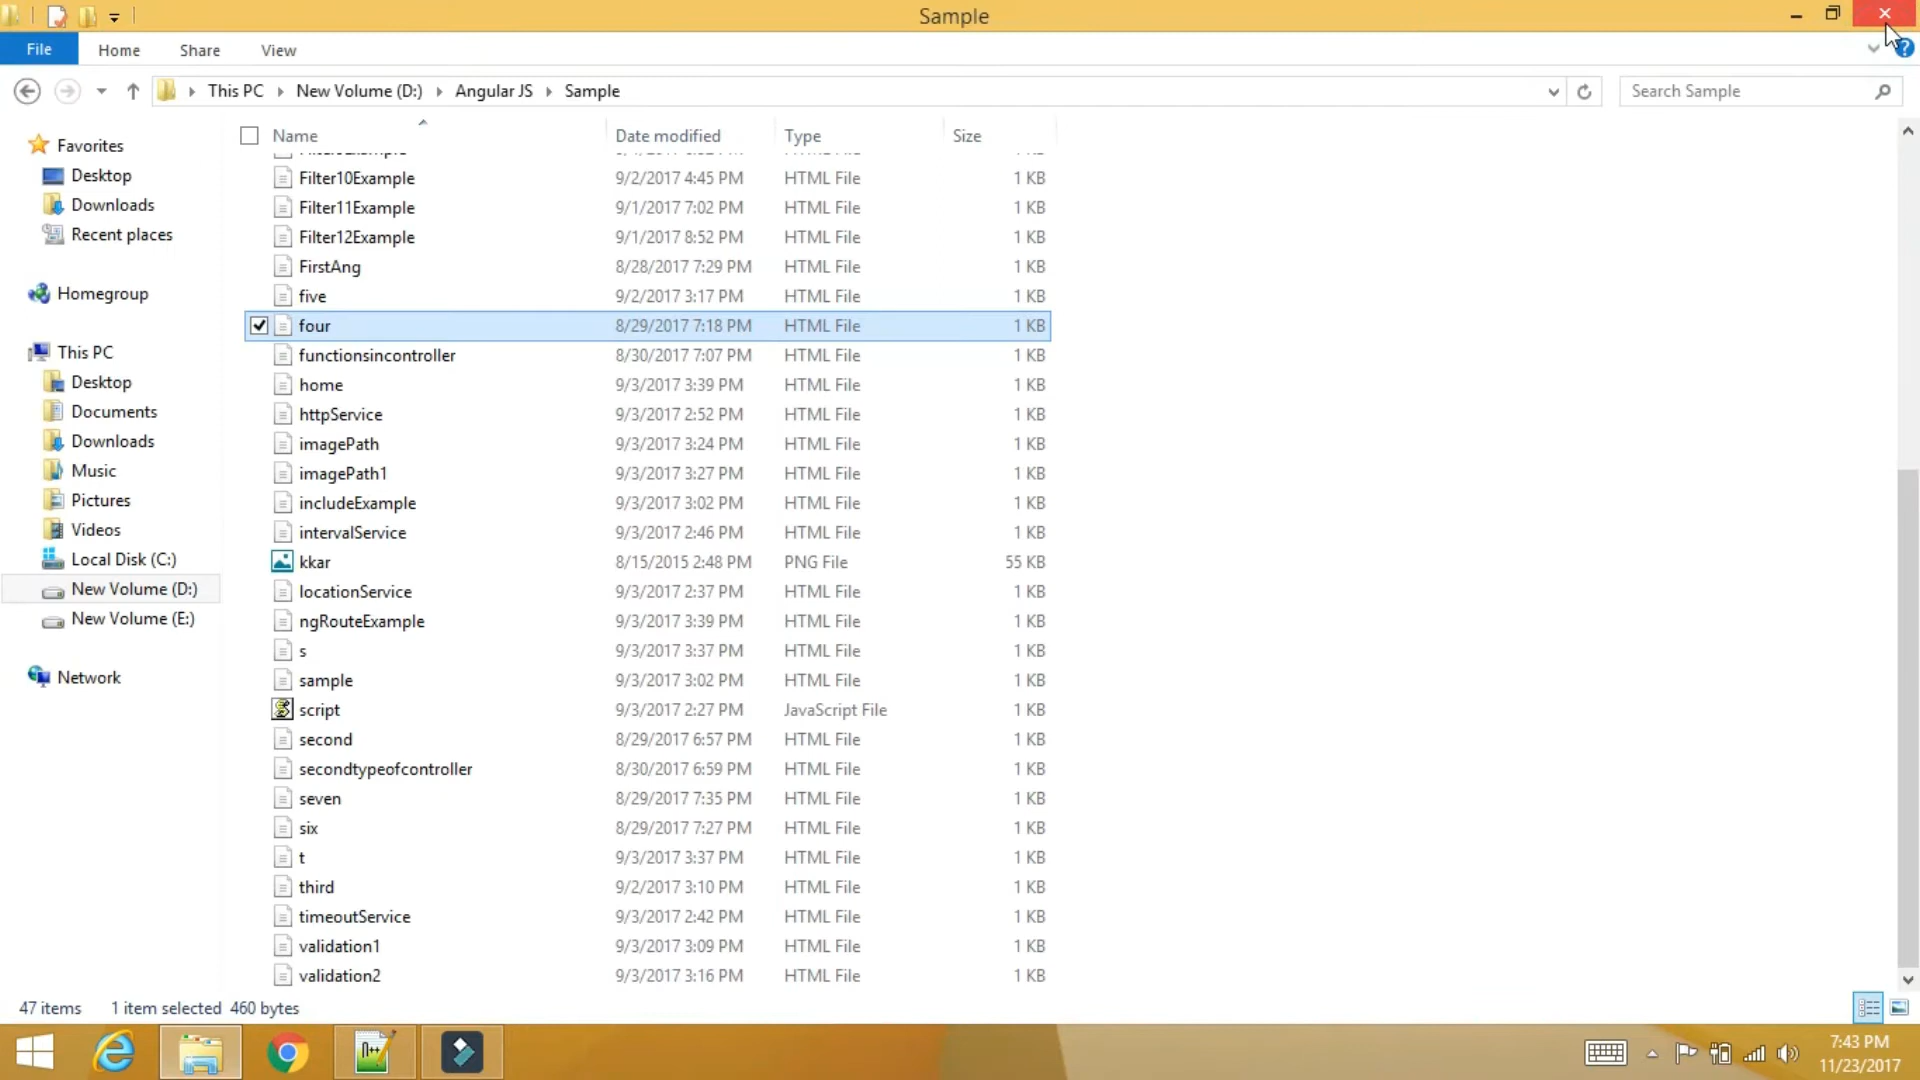 Sample
File Home Share View
This PC New Volume (D:) Angular JS Sample Search Sample
Name Date modified Type Size
Favorites
Desktop
Downloads
Recent places
Homegroup
This PC
Desktop
Documents
Downloads
Music
Pictures
Videos
Local Disk (C:)
New Volume (D:)
New Volume (E:)
Network
Filter10Example 9/2/2017 4:45 PM HTML File 1 KB
Filter11Example 9/1/2017 7:02 PM HTML File 1 KB
Filter12Example 9/1/2017 8:52 PM HTML File 1 KB
FirstAng 8/28/2017 7:29 PM HTML File 1 KB
five 9/2/2017 3:17 PM HTML File 1 KB
four 8/29/2017 7:18 PM HTML File 1 KB
functionsincontroller 8/30/2017 7:07 PM HTML File 1 KB
home 9/3/2017 3:39 PM HTML File 1 KB
httpService 9/3/2017 2:52 PM HTML File 1 KB
imagePath 9/3/2017 3:24 PM HTML File 1 KB
imagePath1 9/3/2017 3:27 PM HTML File 1 KB
includeExample 9/3/2017 3:02 PM HTML File 1 KB
intervalService 9/3/2017 2:46 PM HTML File 1 KB
kkar 8/15/2015 2:48 PM PNG File 55 KB
locationService 9/3/2017 2:37 PM HTML File 1 KB
ngRouteExample 9/3/2017 3:39 PM HTML File 1 KB
s 9/3/2017 3:37 PM HTML File 1 KB
sample 9/3/2017 3:02 PM HTML File 1 KB
script 9/3/2017 2:27 PM JavaScript File 1 KB
second 8/29/2017 6:57 PM HTML File 1 KB
secondtypeofcontroller 8/30/2017 6:59 PM HTML File 1 KB
seven 8/29/2017 7:35 PM HTML File 1 KB
six 8/29/2017 7:27 PM HTML File 1 KB
t 9/3/2017 3:37 PM HTML File 1 KB
third 9/2/2017 3:10 PM HTML File 1 KB
timeoutService 9/3/2017 2:42 PM HTML File 1 KB
validation1 9/3/2017 3:09 PM HTML File 1 KB
validation2 9/3/2017 3:16 PM HTML File 1 KB
47 items 1 item selected 460 bytes
7:43 PM
11/23/2017